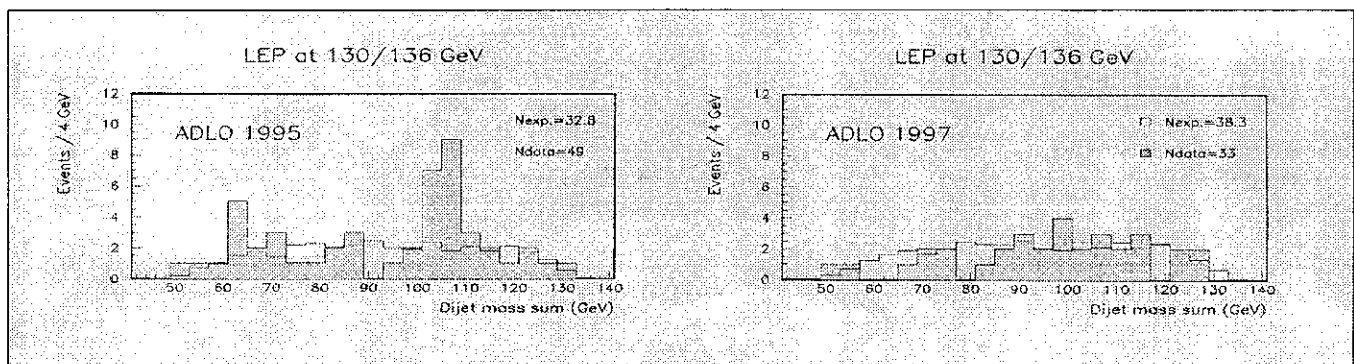 LEP at 130/136 GeV
Events / 4 GeV
12
10
8
6
4
2
0
ADLO 1995
Nexp.=32.8
Ndata=49
50 60 70 80 90 100 110 120 130 140
Dijet mass sum (GeV)
LEP at 130/136 GeV
Events / 4 GeV
12
10
8
6
4
2
0
ADLO 1997
Nexp.=38.3
Ndata=33
50 60 70 80 90 100 110 120 130 140
Dijet mass sum (GeV)